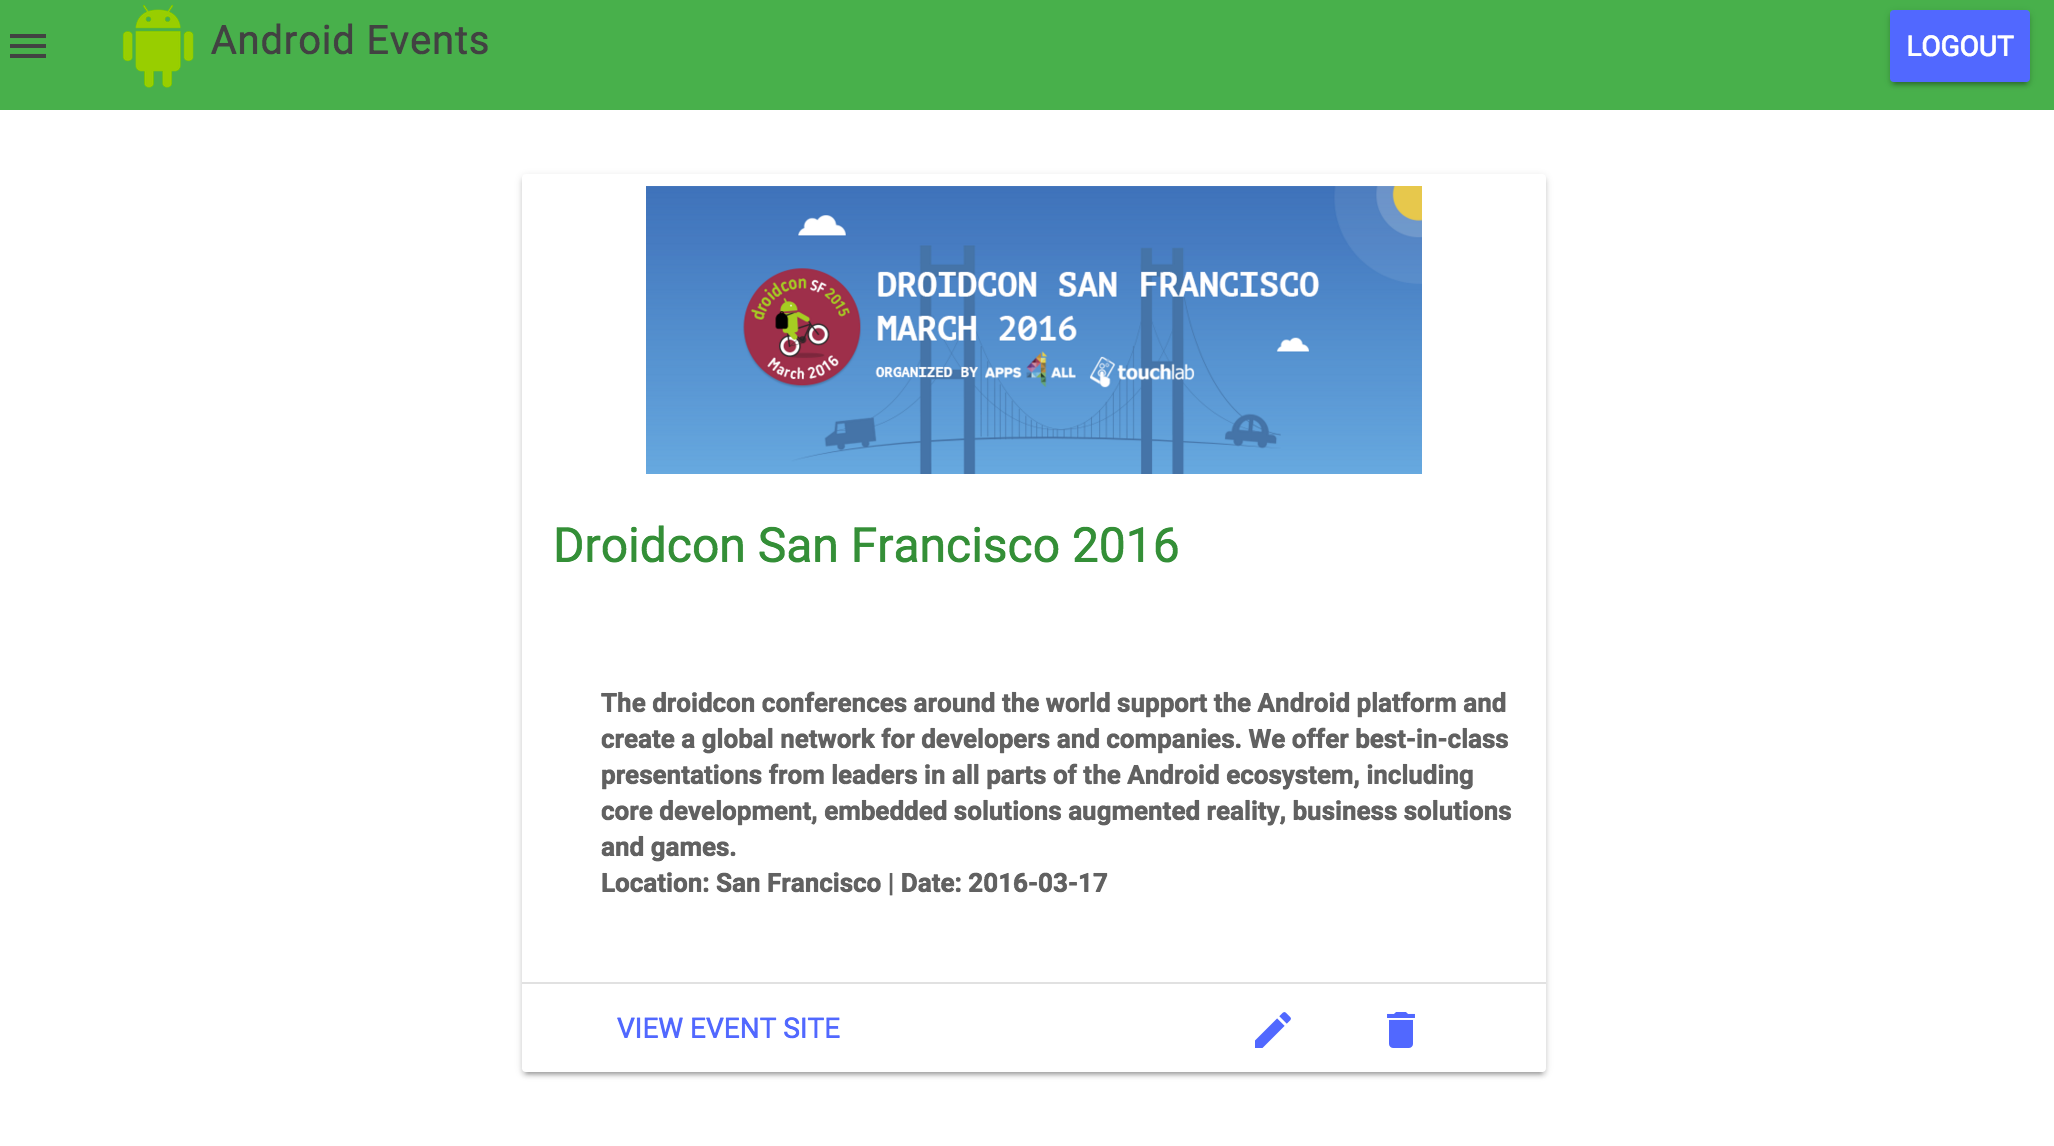 Android Events
LOGOUT
droidcon SF 2015
March 2016
DROIDCON SAN FRANCISCO
MARCH 2016
ORGANIZED BY APPS 4 ALL touchlab
Droidcon San Francisco 2016
The droidcon conferences around the world support the Android platform and
create a global network for developers and companies. We offer best-in-class
presentations from leaders in all parts of the Android ecosystem, including
core development, embedded solutions augmented reality, business solutions
and games.
Location: San Francisco | Date: 2016-03-17
VIEW EVENT SITE